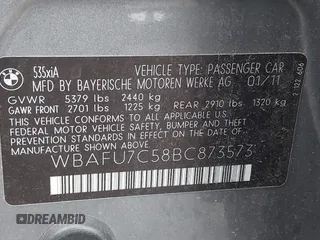 BMW
535xiA
VEHICLE TYPE: PASSENGER CAR
MFD BY BAYERISCHE MOTOREN WERKE AG 01/11
GVWR 5379 lbs 2440 kg
GAWR FRONT 2701 lbs 1225 kg REAR 2910 lbs 1320 kg
THIS VEHICLE CONFORMS TO ALL APPLICABLE
FEDERAL MOTOR VEHICLE SAFETY,
BUMPER, AND THEFT PREVENTION STANDARDS
IN EFFECT ON THE DATE OF MANUFACTURE
SHOWN ABOVE.
WBAFU7C58BC873573
DREAMBID